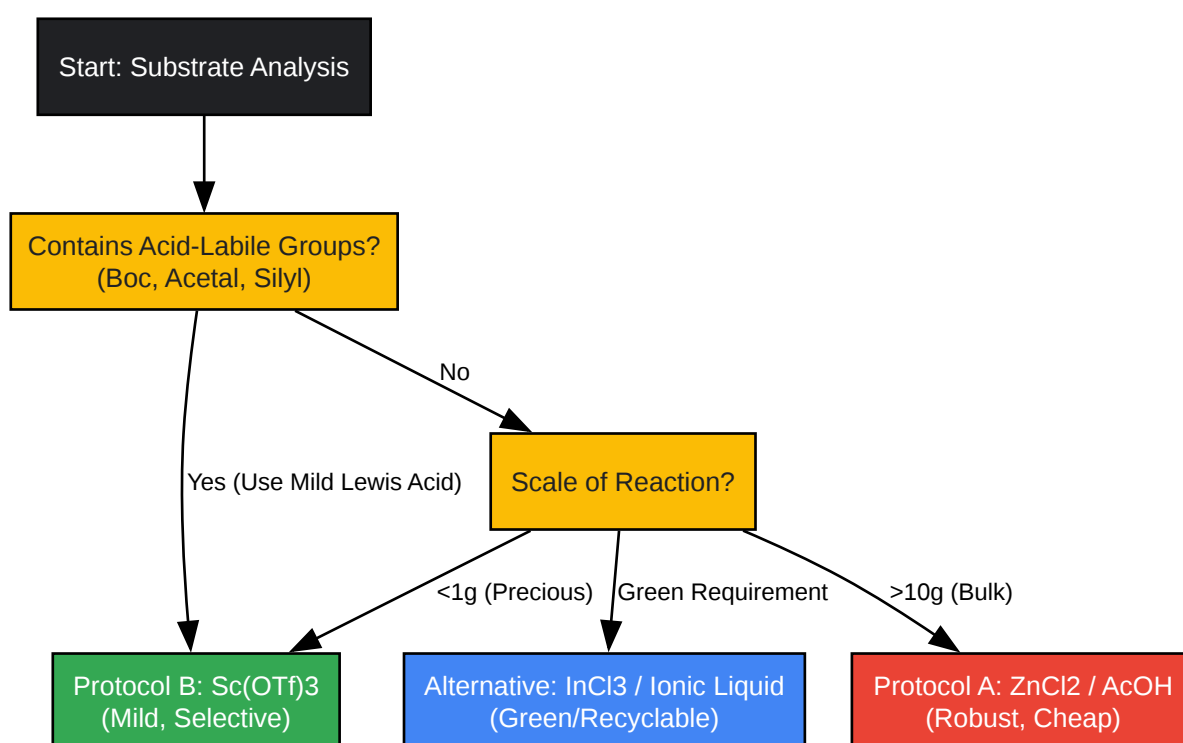 Start: Substrate Analysis
Contains Acid-Labile Groups?
(Boc, Acetal, Silyl)
No
Yes (Use Mild Lewis Acid)
Scale of Reaction?
<1g (Precious)
Green Requirement
>10g (Bulk)
Protocol B: Sc(OTf)3
(Mild, Selective)
Alternative: InCl3 / Ionic Liquid
(Green/Recyclable)
Protocol A: ZnCl2 / AcOH
(Robust, Cheap)